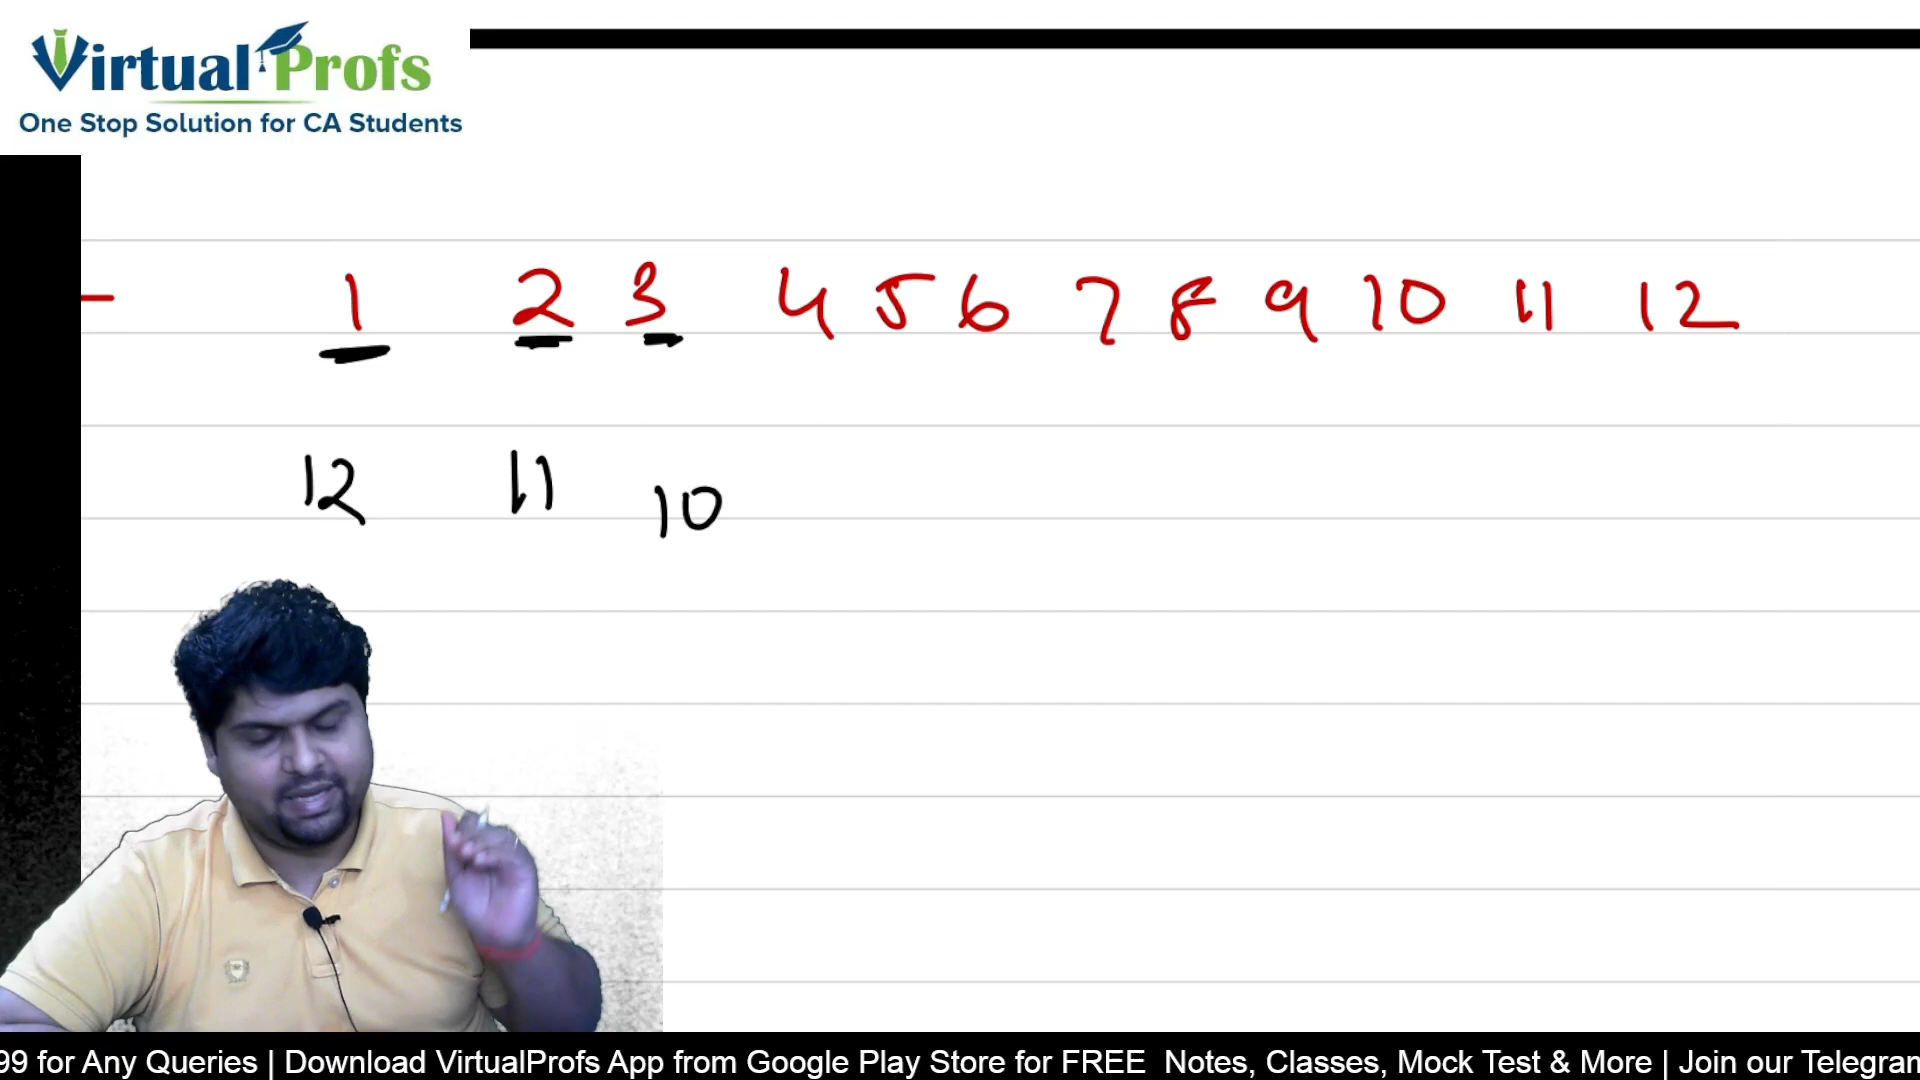 Virtual Profs
One Stop Solution for CA Students
- 1 2 3 4 5 6 7 8 9 10 11 12
12 11 10
99 for Any Queries | Download VirtualProfs App from Google Play Store for FREE Notes, Classes, Mock Test & More | Join our Telegram